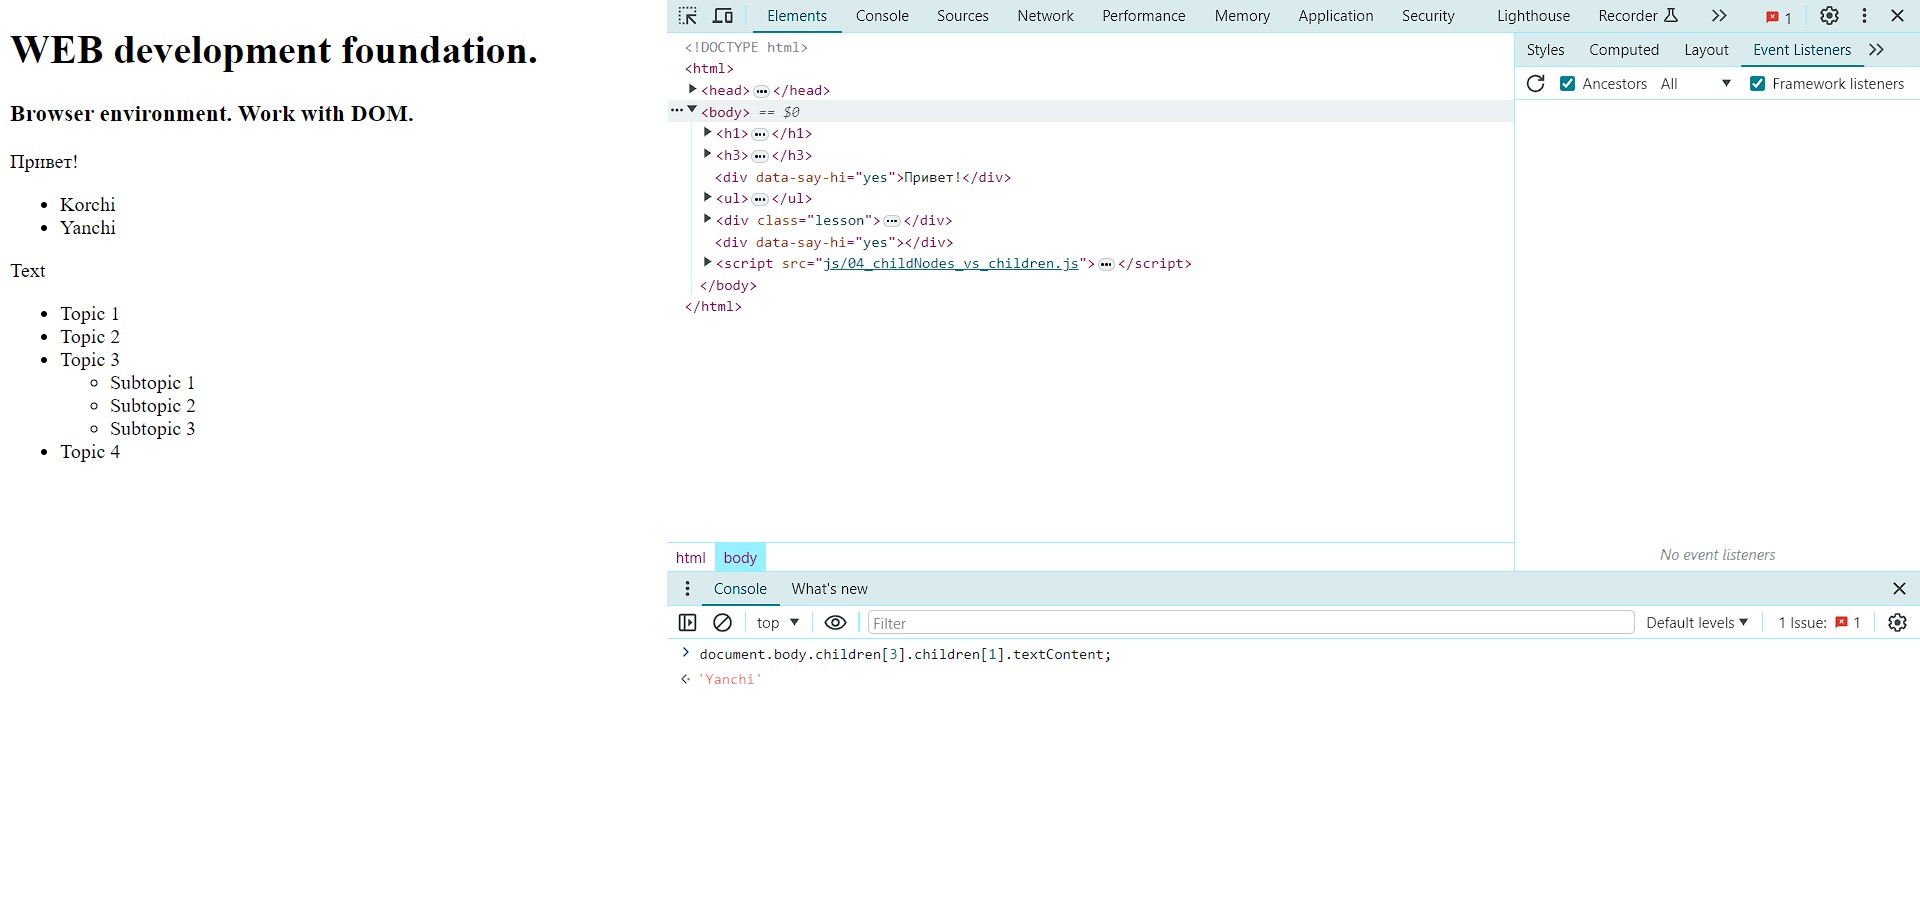 WEB development foundation.
Browser environment. Work with DOM.
Привет!
Korchi
Yanchi
Text
Topic 1
Topic 2
Topic 3
Subtopic 1
Subtopic 2
Subtopic 3
Topic 4
Elements Console Sources Network Performance Memory Application Security Lighthouse Recorder 1
<!DOCTYPE html>
<html>
<head>…</head>
<body> == $0
<h1>…</h1>
<h3>…</h3>
<div data-say-hi="yes">Привет!</div>
<ul>…</ul>
<div class="lesson">…</div>
<div data-say-hi="yes"></div>
<script src="js/04_childNodes_vs_children.js">…</script>
</body>
</html>
html body
Styles Computed Layout Event Listeners
Ancestors All Framework listeners
No event listeners
Console What's new
top Filter Default levels 1 Issue: 1
document.body.children[3].children[1].textContent;
'Yanchi'